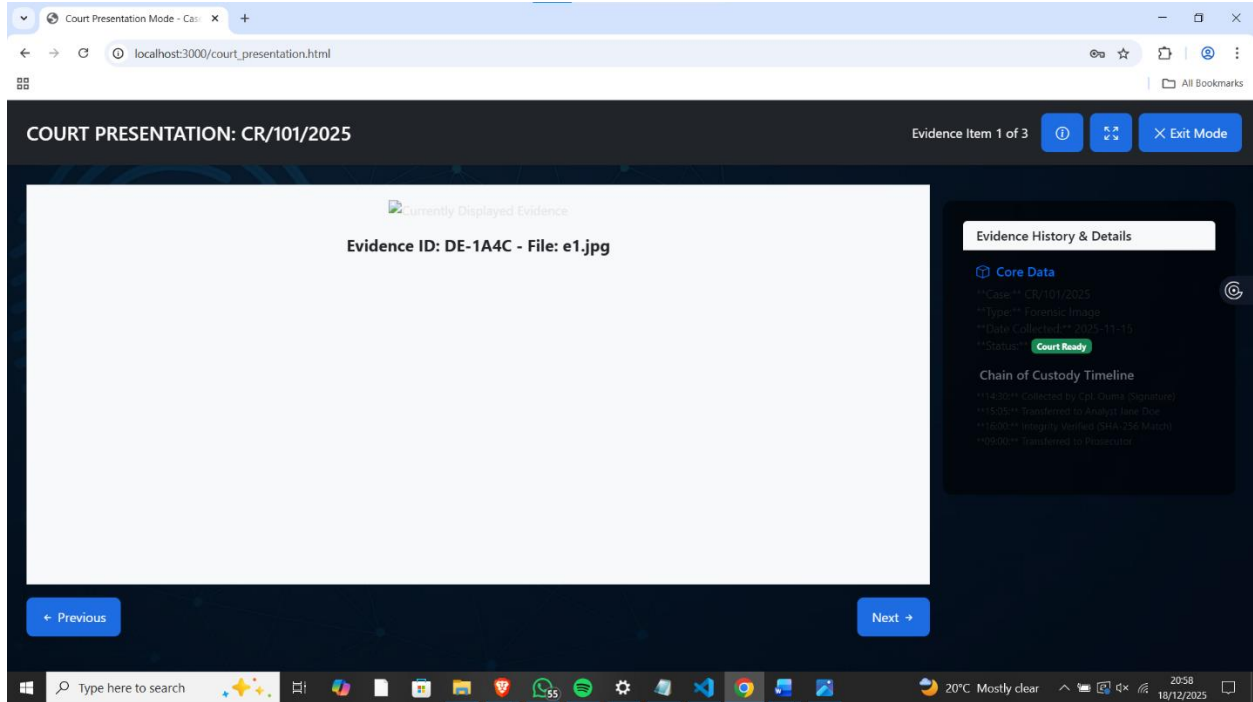 Court Presentation Mode - Cas
localhost:3000/court_presentation.html
All Bookmarks
COURT PRESENTATION: CR/101/2025
Evidence Item 1 of 3
Exit Mode
Currently Displayed Evidence
Evidence ID: DE-1A4C - File: e1.jpg
Evidence History & Details
Core Data
**Case:** CR/101/2025
**Type:** Forensic Image
**Date Collected:** 2025-11-15
**Status:** Court Ready
Chain of Custody Timeline
**14:30:** Collected by Cpl. Ouma (Signature)
**15:05:** Transferred to Analyst Jane Doe
**16:00:** Integrity Verified (SHA-256 Match)
**09:00:** Transferred to Prosecutor
← Previous
Next →
Type here to search
55
20°C Mostly clear
20:58
18/12/2025